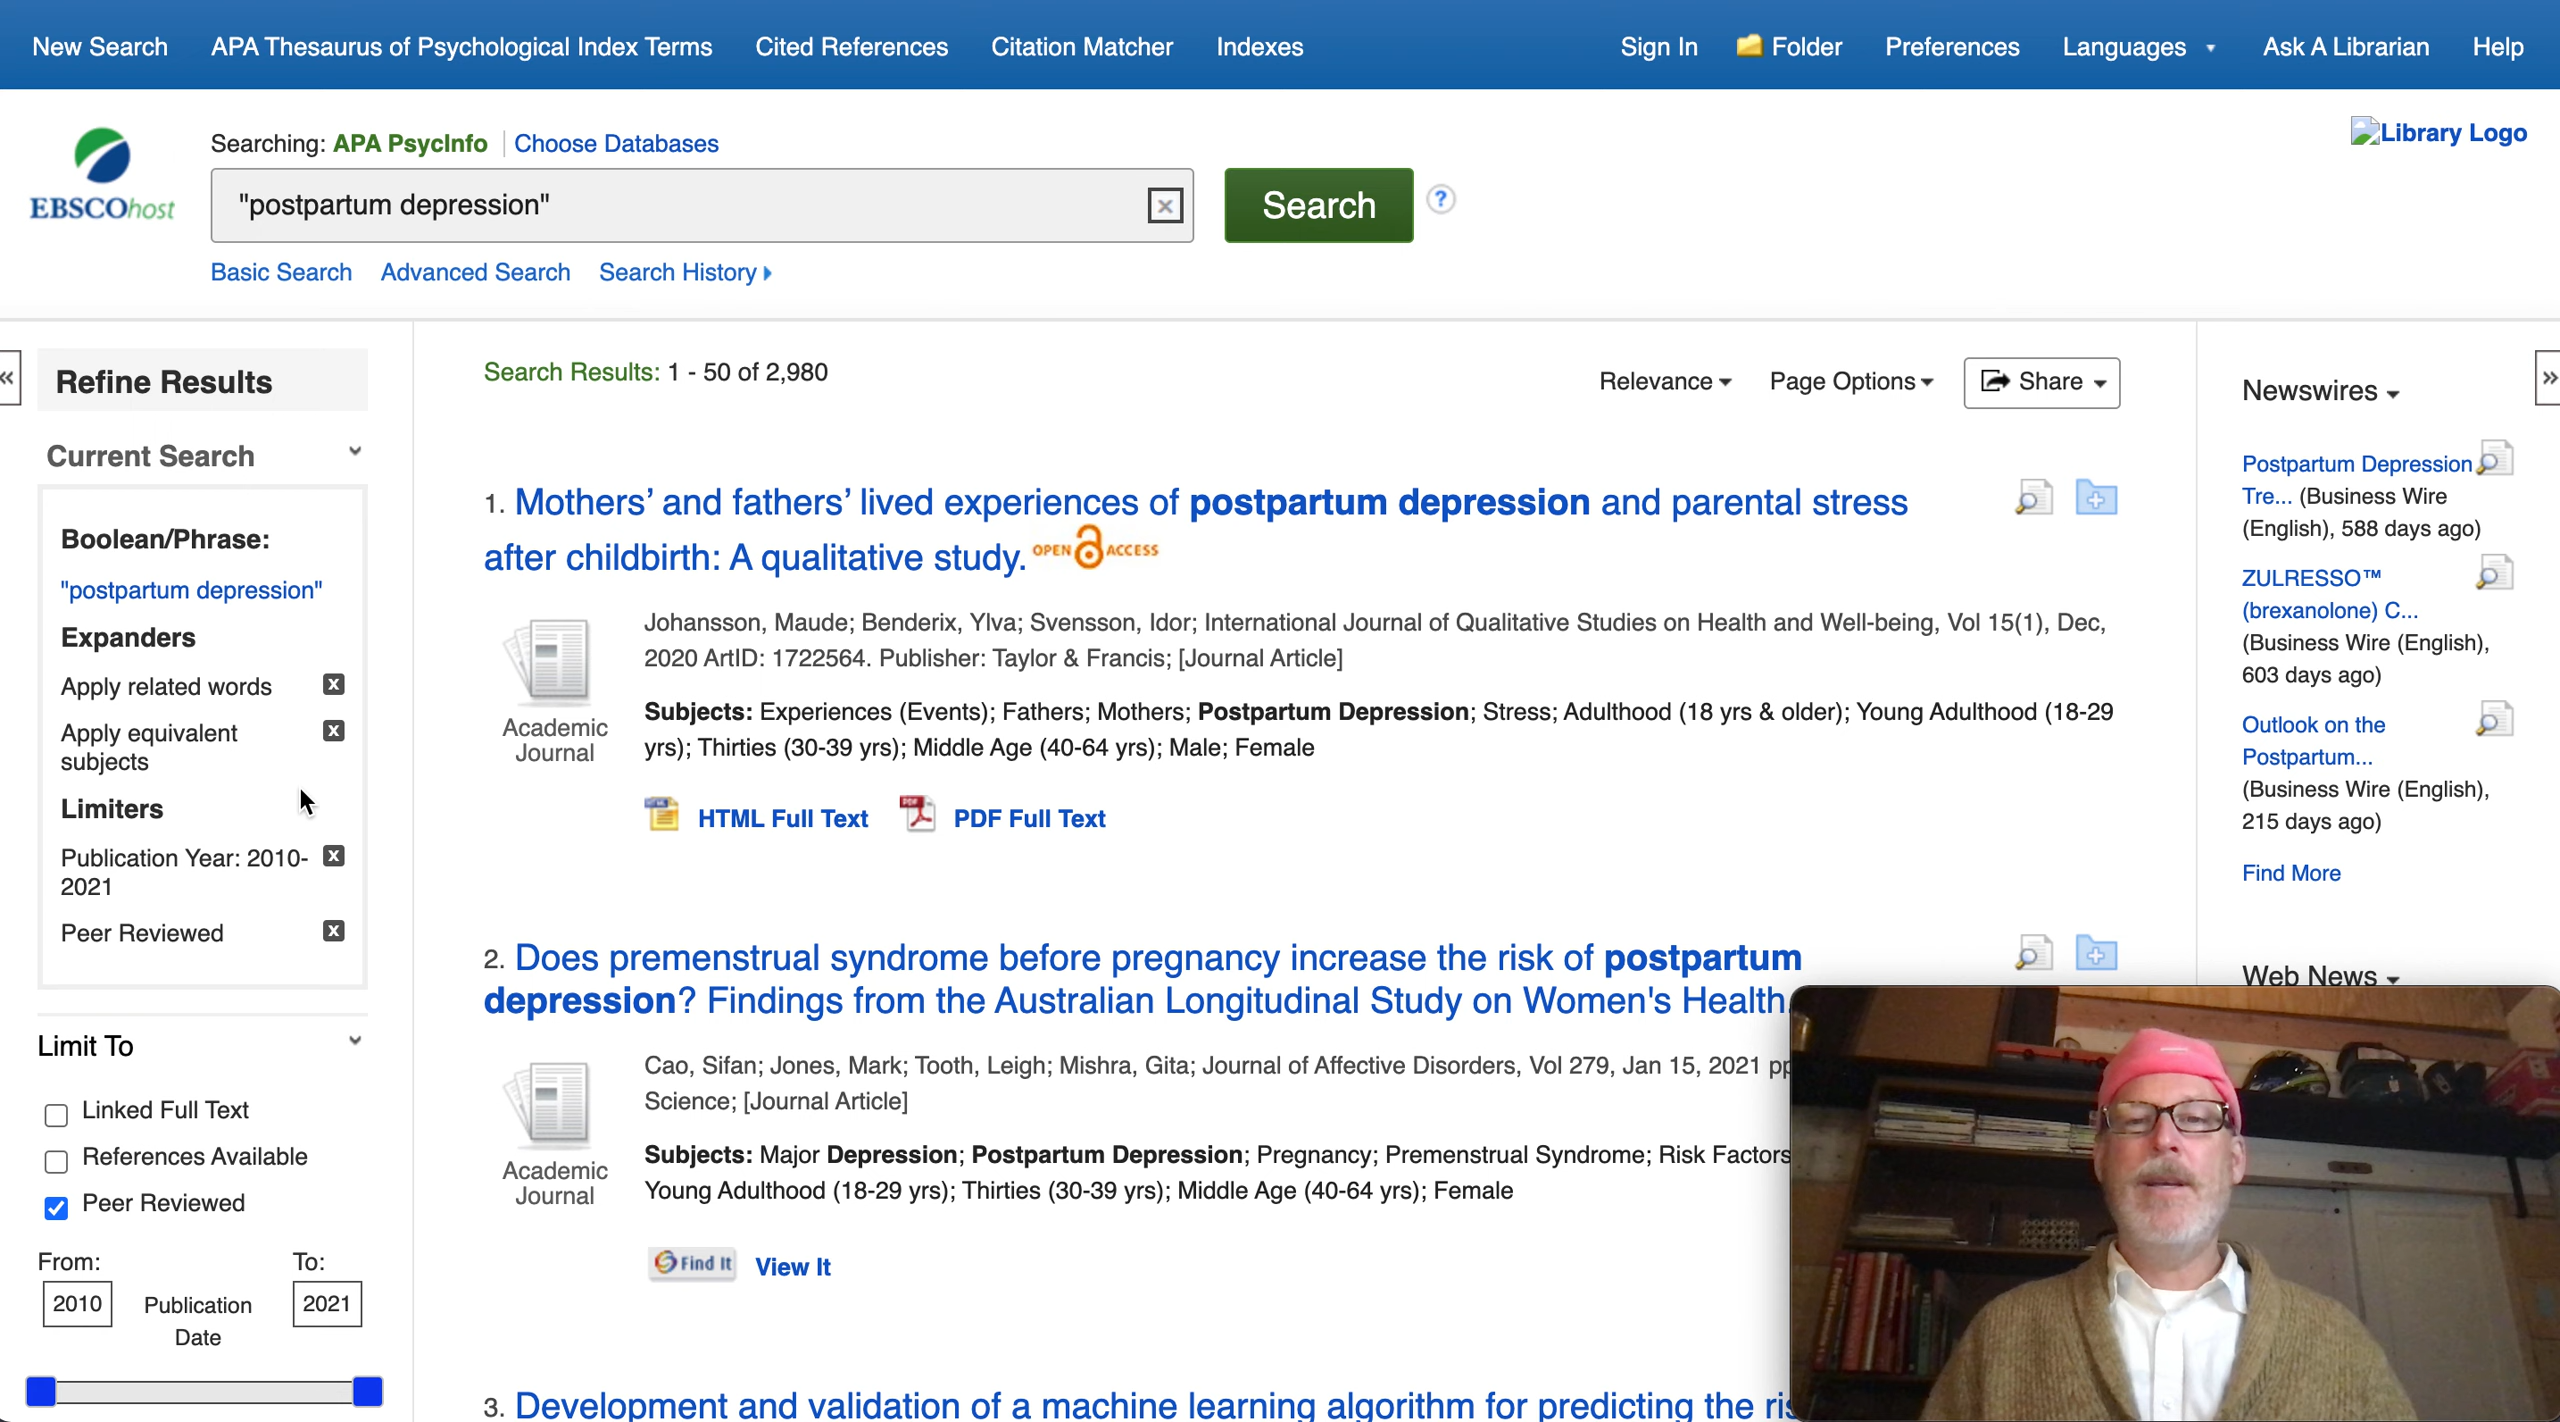 New Search APA Thesaurus of Psychological Index Terms Cited References Citation Matcher Indexes Sign In Folder Preferences Languages Ask A Librarian Help
EBSCOhost
Searching: APA PsycInfo Choose Databases
Library Logo
"postpartum depression"
Search
?
Basic Search Advanced Search Search History
Refine Results
Current Search
Boolean/Phrase:
"postpartum depression"
Expanders
Apply related words
Apply equivalent
subjects
Limiters
Publication Year: 2010-
2021
Peer Reviewed
Limit To
Linked Full Text
References Available
Peer Reviewed
From: To:
2010 Publication 2021
Date
Search Results: 1 - 50 of 2,980
Relevance Page Options Share
1. Mothers’ and fathers’ lived experiences of postpartum depression and parental stress
after childbirth: A qualitative study. OPEN ACCESS
Academic
Journal
Johansson, Maude; Benderix, Ylva; Svensson, Idor; International Journal of Qualitative Studies on Health and Well-being, Vol 15(1), Dec,
2020 ArtID: 1722564. Publisher: Taylor & Francis; [Journal Article]
Subjects: Experiences (Events); Fathers; Mothers; Postpartum Depression; Stress; Adulthood (18 yrs & older); Young Adulthood (18-29
yrs); Thirties (30-39 yrs); Middle Age (40-64 yrs); Male; Female
HTML Full Text PDF Full Text
2. Does premenstrual syndrome before pregnancy increase the risk of postpartum
depression? Findings from the Australian Longitudinal Study on Women's Health.
Academic
Journal
Cao, Sifan; Jones, Mark; Tooth, Leigh; Mishra, Gita; Journal of Affective Disorders, Vol 279, Jan 15, 2021 pp
Science; [Journal Article]
Subjects: Major Depression; Postpartum Depression; Pregnancy; Premenstrual Syndrome; Risk Factors
Young Adulthood (18-29 yrs); Thirties (30-39 yrs); Middle Age (40-64 yrs); Female
Find It View It
3. Development and validation of a machine learning algorithm for predicting the ris
Newswires
Postpartum Depression
Tre... (Business Wire
(English), 588 days ago)
ZULRESSO™
(brexanolone) C...
(Business Wire (English),
603 days ago)
Outlook on the
Postpartum...
(Business Wire (English),
215 days ago)
Find More
Web News